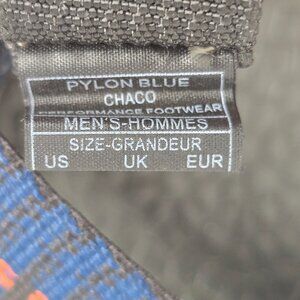 PYLON BLUE
CHACO
PERFORMANCE FOOTWEAR
MEN'S-HOMMES
SIZE-GRANDEUR
US UK EUR